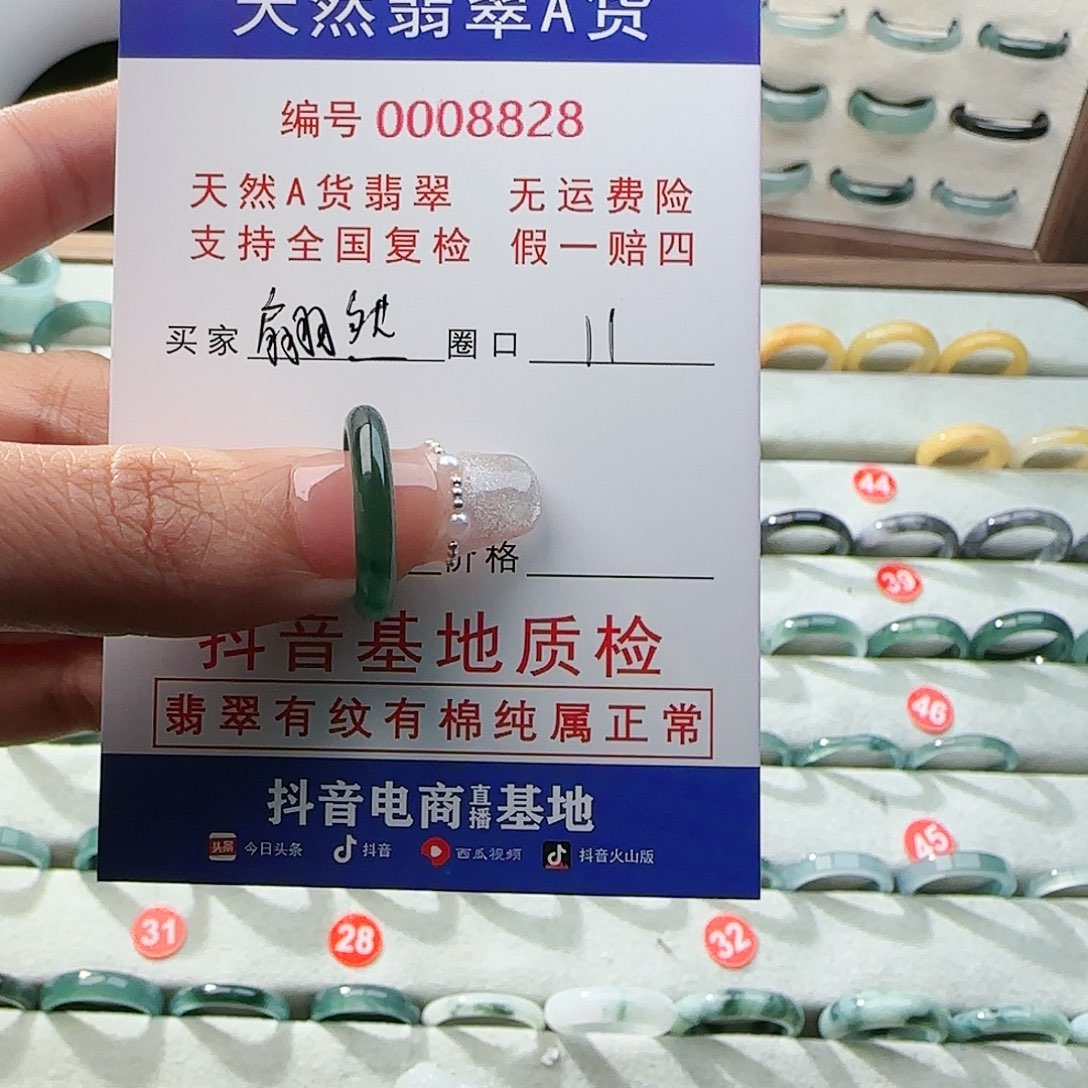 天然翡翠A货
编号 0008828
天然A货翡翠 无运费险
支持全国复检 假一赔四
买家 翩然 圈口 11
价格
抖音基地质检
翡翠有纹有棉纯属正常
抖音电商直播基地
头条 今日头条 抖音 西瓜视频 抖音火山版
44
39
46
45
31 28 32